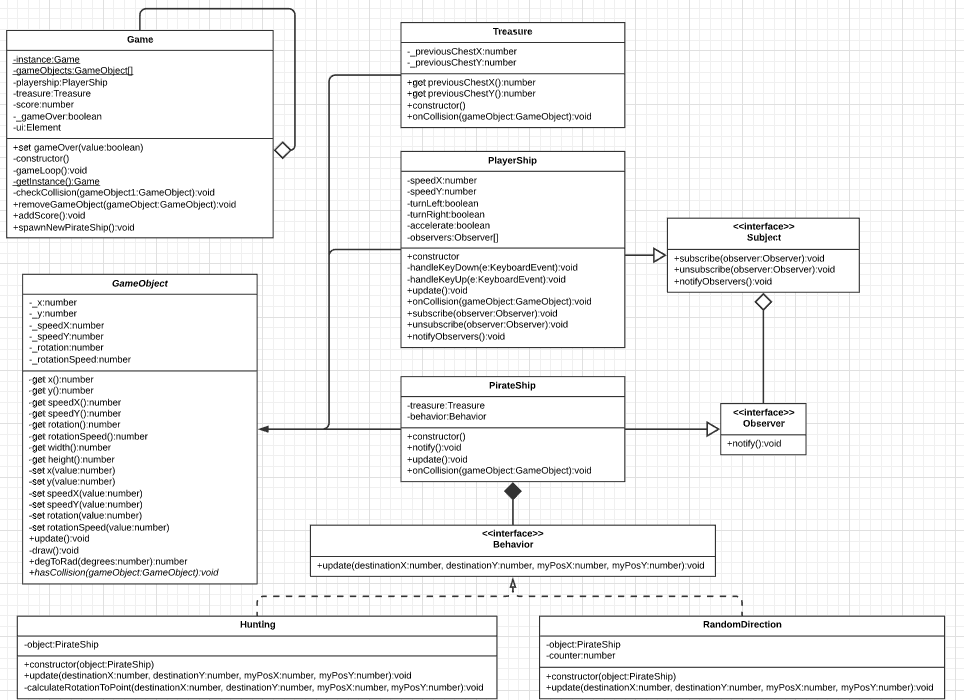 Game
-instance:Game
-gameObjects:GameObject[]
-playership:PlayerShip
-treasure:Treasure
-score:number
-_gameOver:boolean
-ui:Element
+set gameOver(value:boolean)
-constructor()
-gameLoop():void
-getInstance():Game
-checkCollision(gameObject1:GameObject):void
+removeGameObject(gameObject:GameObject):void
+addScore():void
+spawnNewPirateShip():void
GameObject
-_x:number
-_y:number
-_speedX:number
-_speedY:number
-_rotation:number
-_rotationSpeed:number
-get x():number
-get y():number
-get speedX():number
-get speedY():number
-get rotation():number
-get rotationSpeed():number
-get width():number
-get height():number
-set x(value:number)
-set y(value:number)
-set speedX(value:number)
-set speedY(value:number)
-set rotation(value:number)
-set rotationSpeed(value:number)
+update():void
-draw():void
+degToRad(degrees:number):number
+hasCollision(gameObject:GameObject):void
Treasure
-_previousChestX:number
-_previousChestY:number
+get previousChestX():number
+get previousChestY():number
+constructor()
+onCollision(gameObject:GameObject):void
PlayerShip
-speedX:number
-speedY:number
-turnLeft:boolean
-turnRight:boolean
-accelerate:boolean
-observers:Observer[]
+constructor
-handleKeyDown(e:KeyboardEvent):void
-handleKeyUp(e:KeyboardEvent):void
+update():void
+onCollision(gameObject:GameObject):void
+subscribe(observer:Observer):void
+unsubscribe(observer:Observer):void
+notifyObservers():void
<<interface>>
Subject
+subscribe(observer:Observer):void
+unsubscribe(observer:Observer):void
+notifyObservers():void
PirateShip
-treasure:Treasure
-behavior:Behavior
+constructor()
+notify():void
+update():void
+onCollision(gameObject:GameObject):void
<<interface>>
Observer
+notify():void
<<interface>>
Behavior
+update(destinationX:number, destinationY:number, myPosX:number, myPosY:number):void
Hunting
-object:PirateShip
+constructor(object:PirateShip)
+update(destinationX:number, destinationY:number, myPosX:number, myPosY:number):void
-calculateRotationToPoint(destinationX:number, destinationY:number, myPosX:number, myPosY:number):void
RandomDirection
-object:PirateShip
-counter:number
+constructor(object:PirateShip)
+update(destinationX:number, destinationY:number, myPosX:number, myPosY:number):void